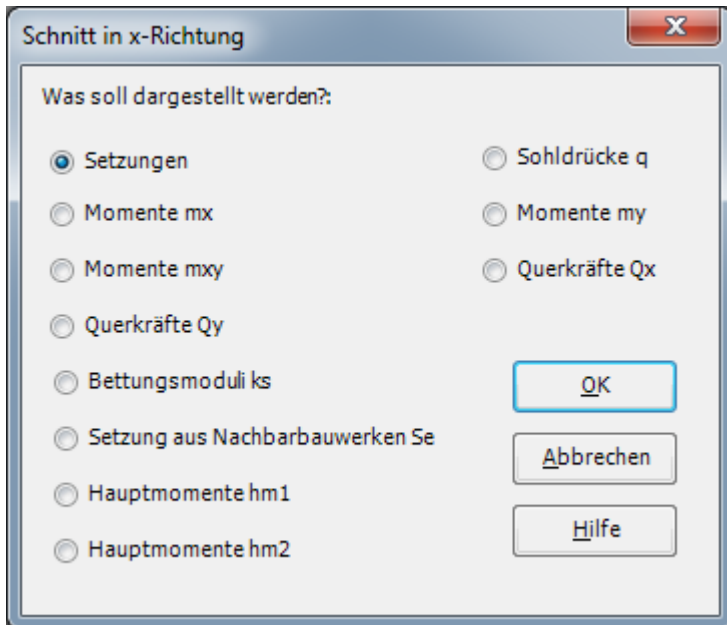 Schnitt in x-Richtung
Was soll dargestellt werden?:
Setzungen
Sohldrücke q
Momente mx
Momente my
Momente mxy
Querkräfte Qx
Querkräfte Qy
Bettungsmoduli ks
OK
Setzung aus Nachbarbauwerken Se
Abbrechen
Hauptmomente hm1
Hilfe
Hauptmomente hm2